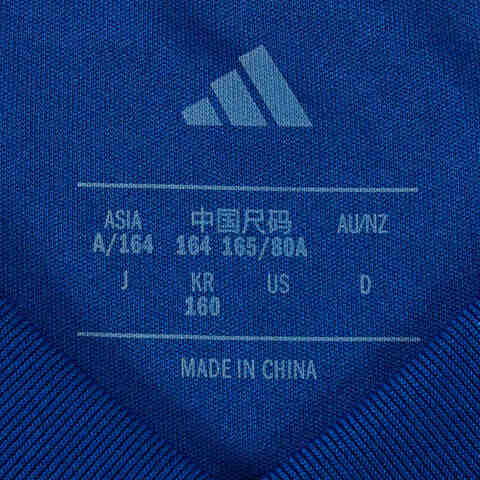 ASIA 中国尺码 AU/NZ
A/164 164 165/80A
J KR US D
160
MADE IN CHINA